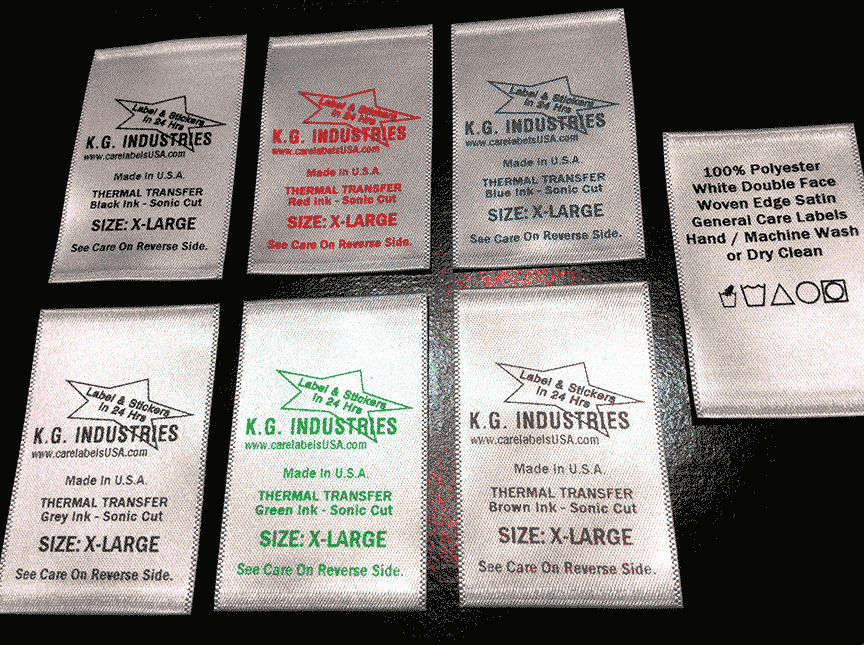 Label & Stickers
In 24 Hrs
K.G. INDUSTRIES
www.carelabelsUSA.com
Made In U.S.A.
THERMAL TRANSFER
Black Ink - Sonic Cut
SIZE: X-LARGE
See Care On Reverse Side.
Label & Stickers
In 24 Hrs
K.G. INDUSTRIES
www.carelabelsUSA.com
Made In U.S.A.
THERMAL TRANSFER
Red Ink - Sonic Cut
SIZE: X-LARGE
See Care On Reverse Side.
Label & Stickers
In 24 Hrs
K.G. INDUSTRIES
www.carelabelsUSA.com
Made In U.S.A.
THERMAL TRANSFER
Blue Ink - Sonic Cut
SIZE: X-LARGE
See Care On Reverse Side.
100% Polyester
White Double Face
Woven Edge Satin
General Care Labels
Hand / Machine Wash
or Dry Clean
Label & Stickers
In 24 Hrs
K.G. INDUSTRIES
www.carelabelsUSA.com
Made In U.S.A.
THERMAL TRANSFER
Grey Ink - Sonic Cut
SIZE: X-LARGE
See Care On Reverse Side.
Label & Stickers
In 24 Hrs
K.G. INDUSTRIES
www.carelabelsUSA.com
Made In U.S.A.
THERMAL TRANSFER
Green Ink - Sonic Cut
SIZE: X-LARGE
See Care On Reverse Side.
Label & Stickers
In 24 Hrs
K.G. INDUSTRIES
www.carelabelsUSA.com
Made In U.S.A.
THERMAL TRANSFER
Brown Ink - Sonic Cut
SIZE: X-LARGE
See Care On Reverse Side.